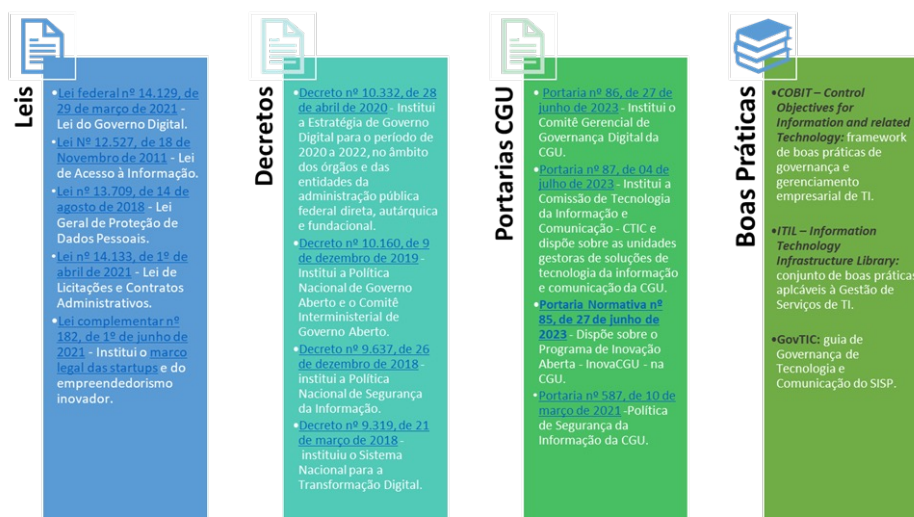 Leis
•Lei federal nº 14.129, de
29 de março de 2021 -
Lei do Governo Digital.
•Lei Nº 12.527, de 18 de
Novembro de 2011 - Lei
de Acesso à Informação.
•Lei nº 13.709, de 14 de
agosto de 2018 - Lei
Geral de Proteção de
Dados Pessoais.
•Lei nº 14.133, de 1º de
abril de 2021 - Lei de
Licitações e Contratos
Administrativos.
•Lei complementar nº
182, de 1º de junho de
2021 - Institui o marco
legal das startups e do
empreendedorismo
inovador.
Decretos
•Decreto nº 10.332, de 28
de abril de 2020 - Institui
a Estratégia de Governo
Digital para o período de
2020 a 2022, no âmbito
dos órgãos e das
entidades da
administração pública
federal direta, autárquica
e fundacional.
•Decreto nº 10.160, de 9
de dezembro de 2019 -
Institui a Política
Nacional de Governo
Aberto e o Comitê
Interministerial de
Governo Aberto.
•Decreto nº 9.637, de 26
de dezembro de 2018 -
institui a Política
Nacional de Segurança
da Informação.
•Decreto nº 9.319, de 21
de março de 2018 -
instituiu o Sistema
Nacional para a
Transformação Digital.
Portarias CGU
• Portaria nº 86, de 27 de
junho de 2023 - Institui o
Comitê Gerencial de
Governança Digital da
CGU.
•Portaria nº 87, de 04 de
julho de 2023 - Institui a
Comissão de Tecnologia
da Informação e
Comunicação - CTIC e
dispõe sobre as unidades
gestoras de soluções de
tecnologia da informação
e comunicação da CGU.
•Portaria Normativa nº
85, de 27 de junho de
2023 - Dispõe sobre o
Programa de Inovação
Aberta - InovaCGU - na
CGU.
•Portaria nº 587, de 10 de
março de 2021 -Política
de Segurança da
Informação da CGU.
Boas Práticas
•COBIT – Control
Objectives for
Information and related
Technology: framework
de boas práticas de
governança e
gerenciamento
empresarial de TI.
•ITIL – Information
Technology
Infrastructure Library:
conjunto de boas práticas
aplcáveis à Gestão de
Serviços de TI.
•GovTIC: guia de
Governança de
Tecnologia e
Comunicação do SISP.